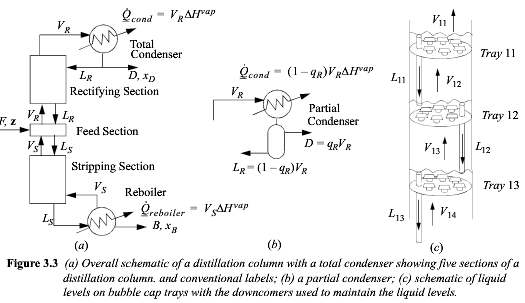 Q̇cond = VRΔHvap
VR
Total
Condenser
LR
D, xD
Rectifying Section
VR
LR
F, z
Feed Section
VS
LS
Stripping Section
VS
Reboiler
LS
Q̇reboiler = VSΔHvap
B, xB
(a)
Q̇cond = (1 – qR)VRΔHvap
VR
Partial
Condenser
D = qRVR
LR = (1 – qR)VR
(b)
V11
Tray 11
L11
V12
Tray 12
V13
L12
Tray 13
L13
V14
(c)
Figure 3.3 (a) Overall schematic of a distillation column with a total condenser showing five sections of a
distillation column. and conventional labels; (b) a partial condenser; (c) schematic of liquid
levels on bubble cap trays with the downcomers used to maintain the liquid levels.